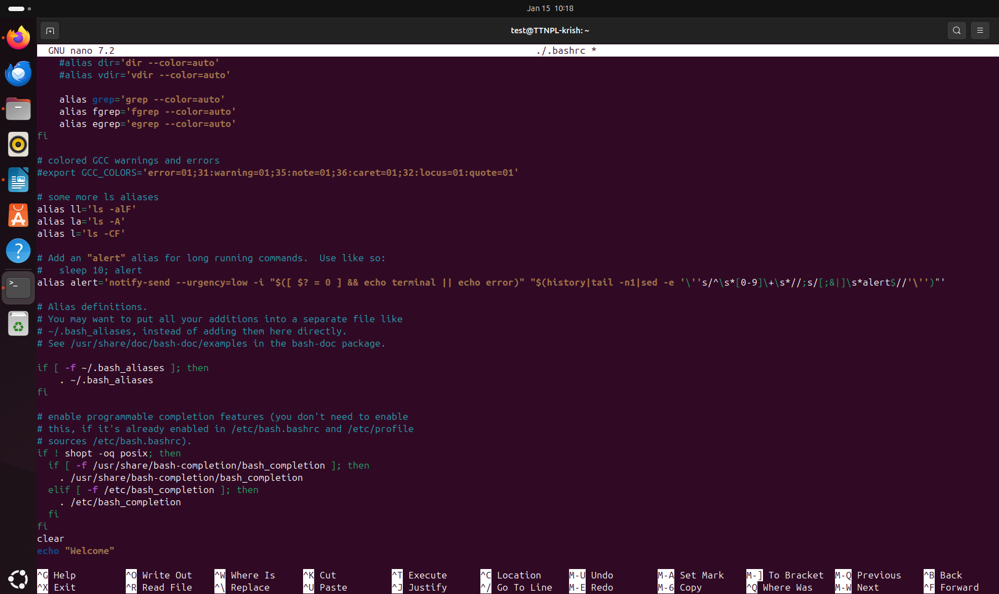 Jan 15  10:18
test@TTNPL-krish: ~
GNU nano 7.2    ./.bashrc *
    #alias dir='dir --color=auto'
    #alias vdir='vdir --color=auto'

    alias grep='grep --color=auto'
    alias fgrep='fgrep --color=auto'
    alias egrep='egrep --color=auto'
fi

# colored GCC warnings and errors
#export GCC_COLORS='error=01;31:warning=01;35:note=01;36:caret=01;32:locus=01:quote=01'

# some more ls aliases
alias ll='ls -alF'
alias la='ls -A'
alias l='ls -CF'

# Add an "alert" alias for long running commands.  Use like so:
#   sleep 10; alert
alias alert='notify-send --urgency=low -i "$([ $? = 0 ] && echo terminal || echo error)" "$(history|tail -n1|sed -e '\''s/^\s*[0-9]\+\s*//;s/[;&|]\s*alert$//'\'')"'

# Alias definitions.
# You may want to put all your additions into a separate file like
# ~/.bash_aliases, instead of adding them here directly.
# See /usr/share/doc/bash-doc/examples in the bash-doc package.

if [ -f ~/.bash_aliases ]; then
    . ~/.bash_aliases
fi

# enable programmable completion features (you don't need to enable
# this, if it's already enabled in /etc/bash.bashrc and /etc/profile
# sources /etc/bash.bashrc).
if ! shopt -oq posix; then
  if [ -f /usr/share/bash-completion/bash_completion ]; then
    . /usr/share/bash-completion/bash_completion
  elif [ -f /etc/bash_completion ]; then
    . /etc/bash_completion
  fi
fi
clear
echo "Welcome"
^G Help  ^O Write Out  ^W Where Is  ^K Cut  ^T Execute  ^C Location  M-U Undo  M-A Set Mark  M-] To Bracket  M-Q Previous  ^B Back
^X Exit  ^R Read File  ^\ Replace  ^U Paste  ^J Justify  ^/ Go To Line  M-E Redo  M-6 Copy  ^Q Where Was  M-W Next  ^F Forward